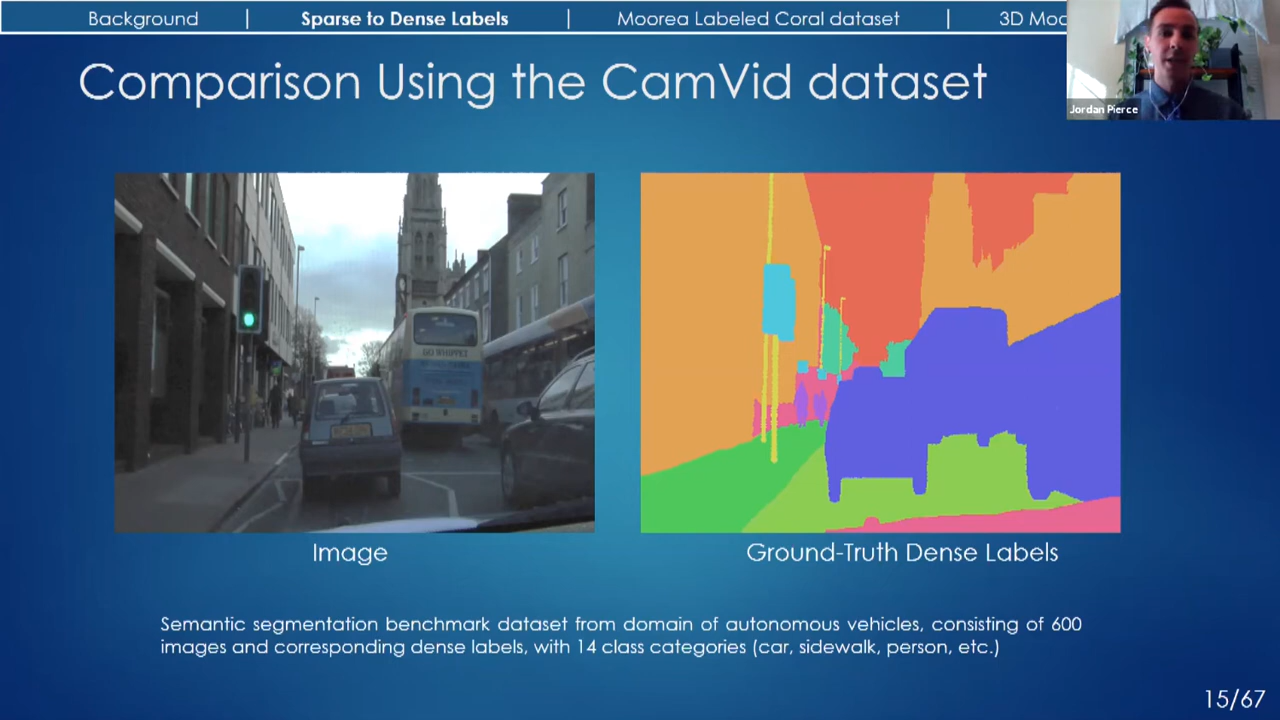 Background | Sparse to Dense Labels | Moorea Labeled Coral dataset | 3D Moo
Jordan Pierce
Comparison Using the CamVid dataset
GO WHIPPET
Image
Ground-Truth Dense Labels
Semantic segmentation benchmark dataset from domain of autonomous vehicles, consisting of 600
images and corresponding dense labels, with 14 class categories (car, sidewalk, person, etc.)
15/67